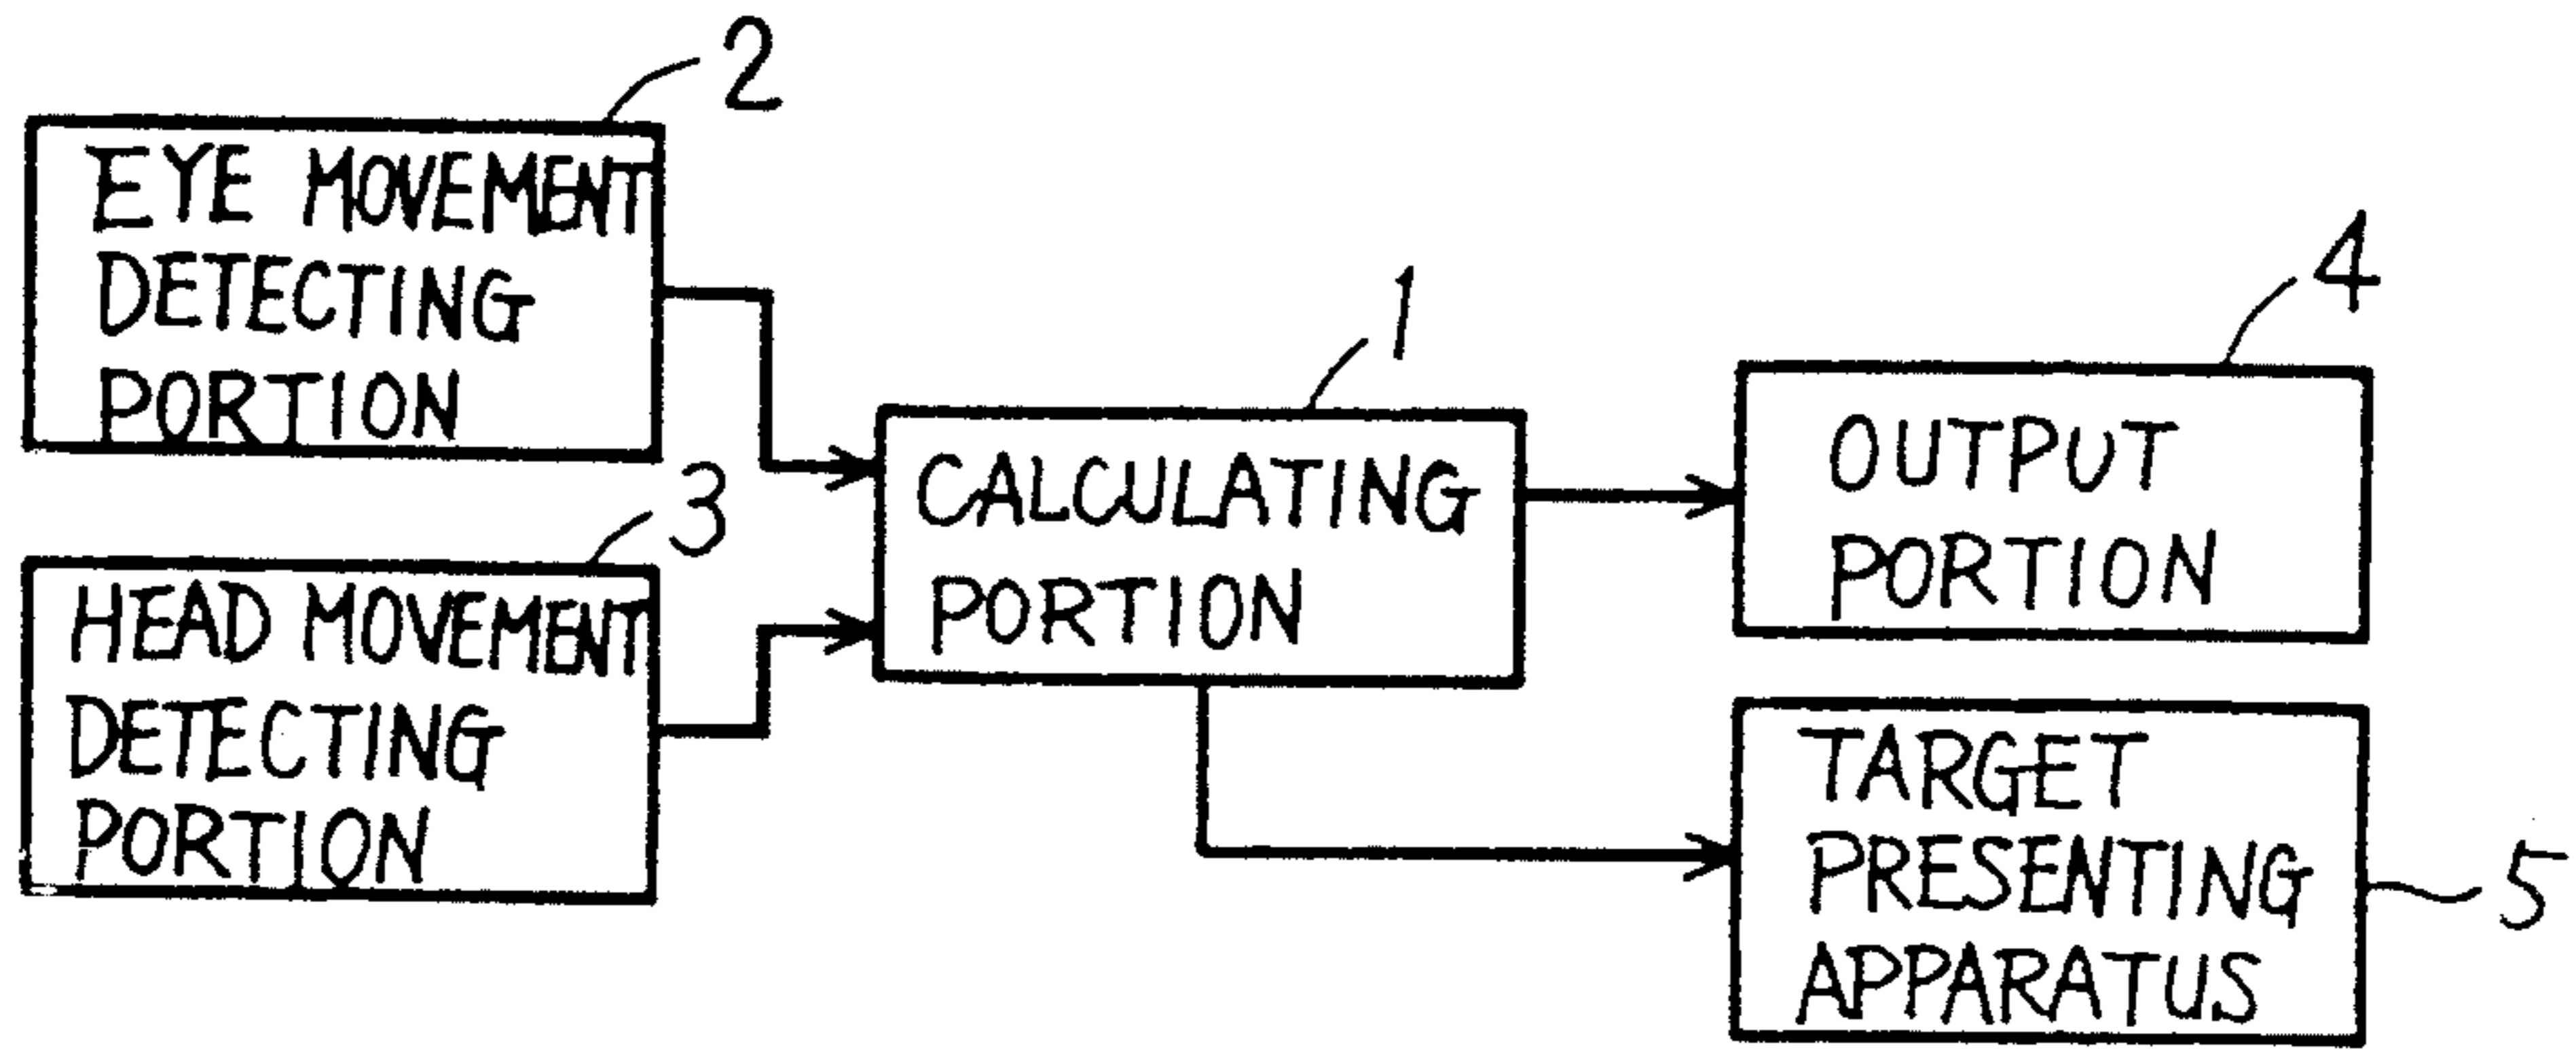 2
EYE MOVEMENT
DETECTING
PORTION
3
HEAD MOVEMENT
DETECTING
PORTION
1
CALCULATING
PORTION
4
OUTPUT
PORTION
TARGET
PRESENTING
APPARATUS
5